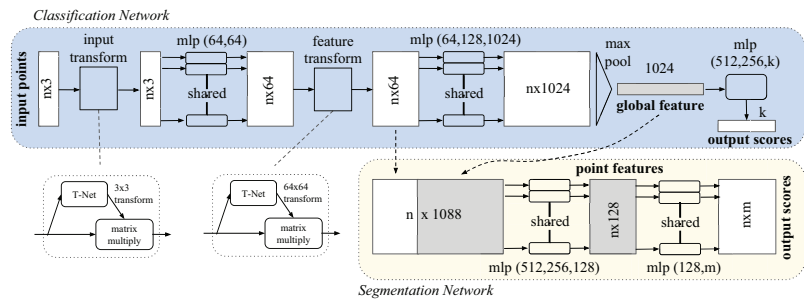 Classification Network
input points
nx3
input
transform
nx3
mlp (64,64)
shared
nx64
feature
transform
nx64
mlp (64,128,1024)
shared
nx1024
max
pool
1024
global feature
mlp
(512,256,k)
k
output scores
T-Net
3x3
transform
matrix
multiply
T-Net
64x64
transform
matrix
multiply
point features
n x 1088
shared
mlp (512,256,128)
nx128
shared
mlp (128,m)
nxm
output scores
Segmentation Network